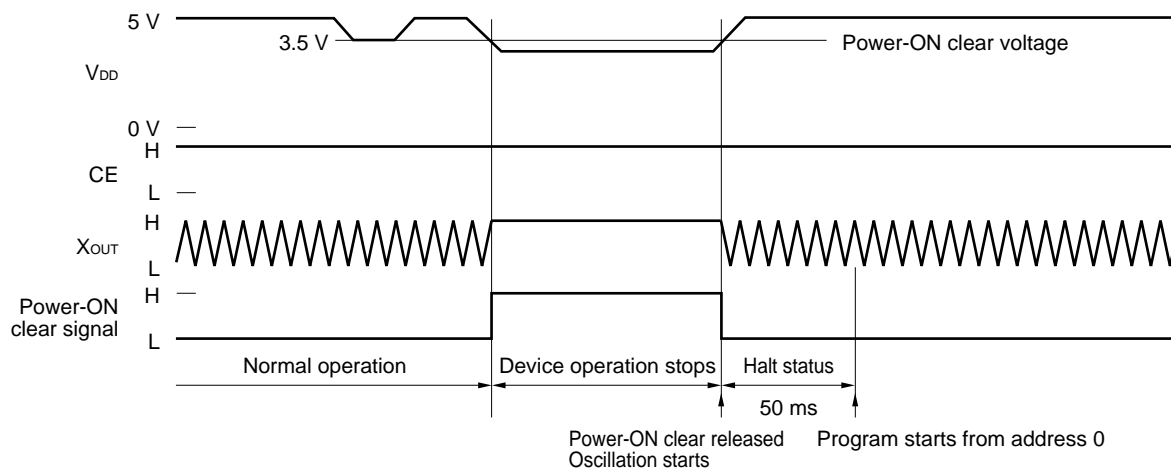 5 V
3.5 V
Power-ON clear voltage
VDD
0 V
H
CE
L
H
XOUT
L
H
Power-ON
clear signal
L
Normal operation
Device operation stops
Halt status
50 ms
Power-ON clear released
Oscillation starts
Program starts from address 0